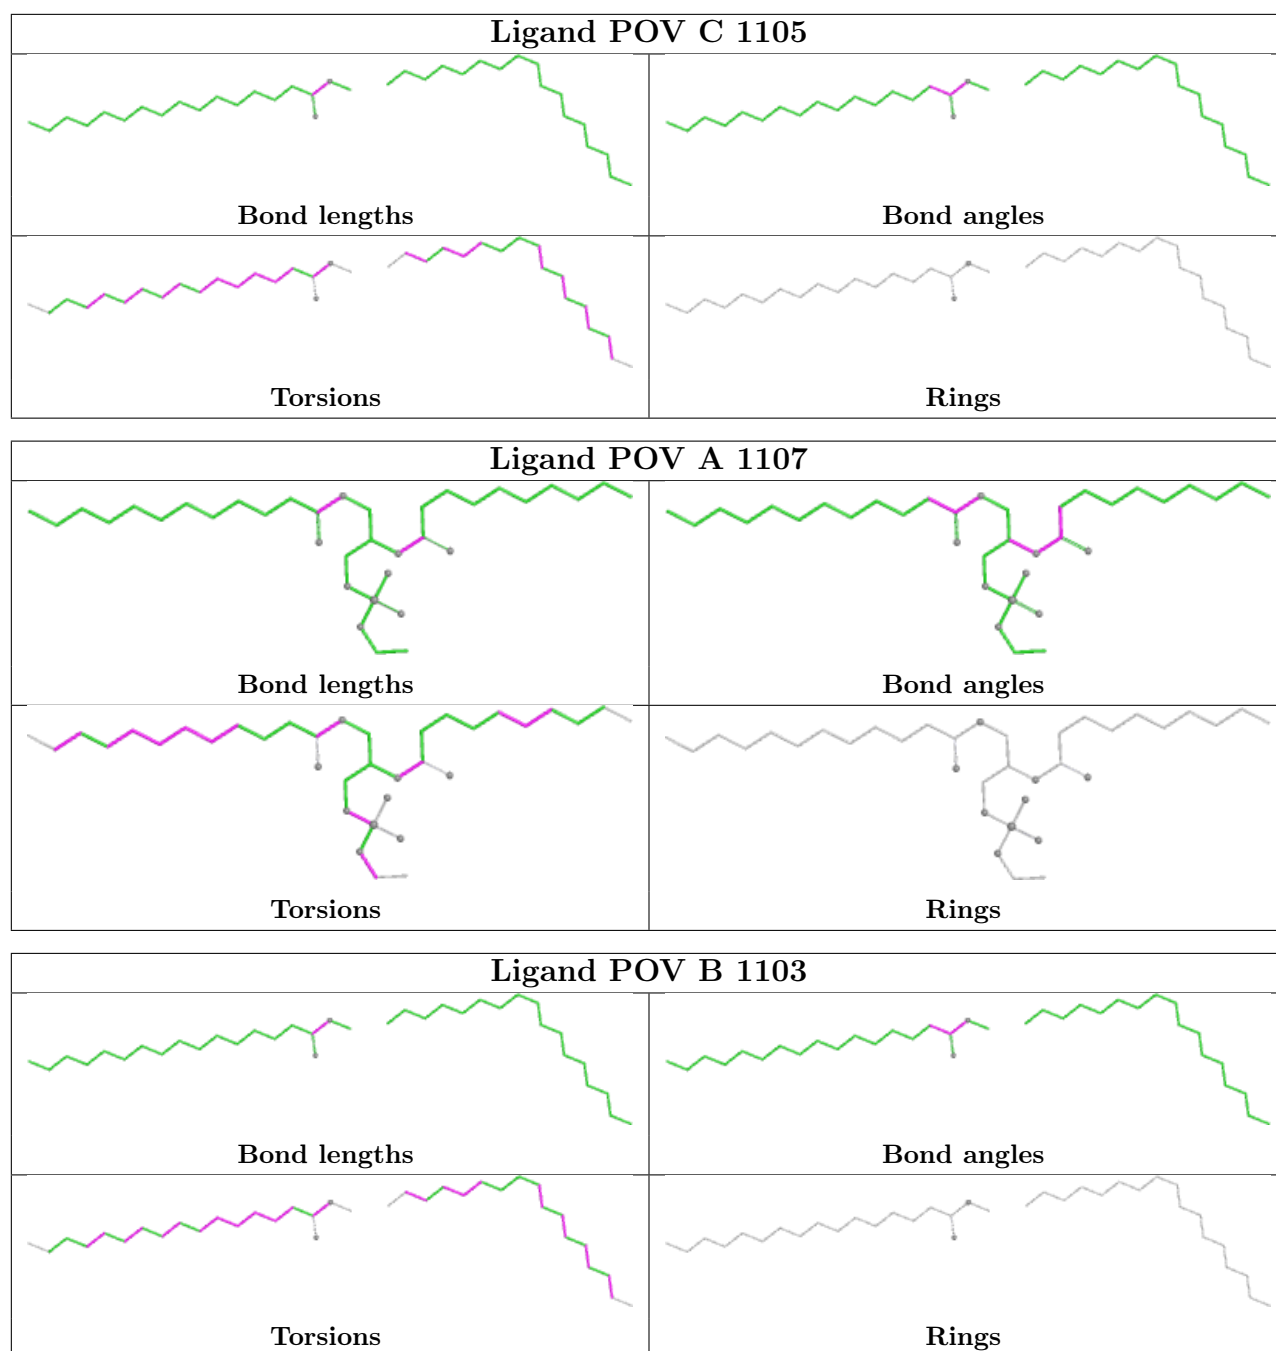 Ligand POV C 1105
Bond lengths
Bond angles
Torsions
Rings
Ligand POV A 1107
Bond lengths
Bond angles
Torsions
Rings
Ligand POV B 1103
Bond lengths
Bond angles
Torsions
Rings